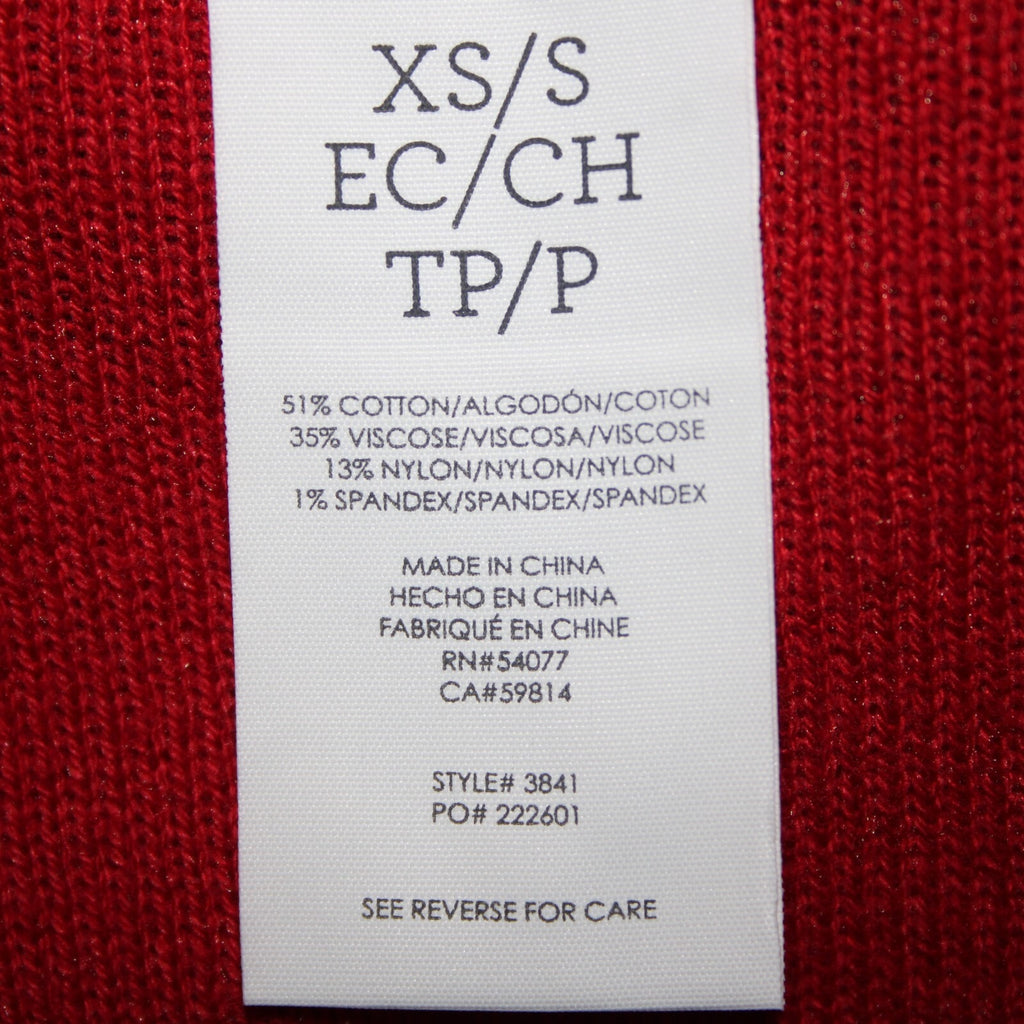 XS/S
EC/CH
TP/P
51% COTTON/ALGODÓN/COTON
35% VISCOSE/VISCOSA/VISCOSE
13% NYLON/NYLON/NYLON
1% SPANDEX/SPANDEX/SPANDEX
MADE IN CHINA
HECHO EN CHINA
FABRIQUÉ EN CHINE
RN#54077
CA#59814
STYLE# 3841
PO# 222601
SEE REVERSE FOR CARE